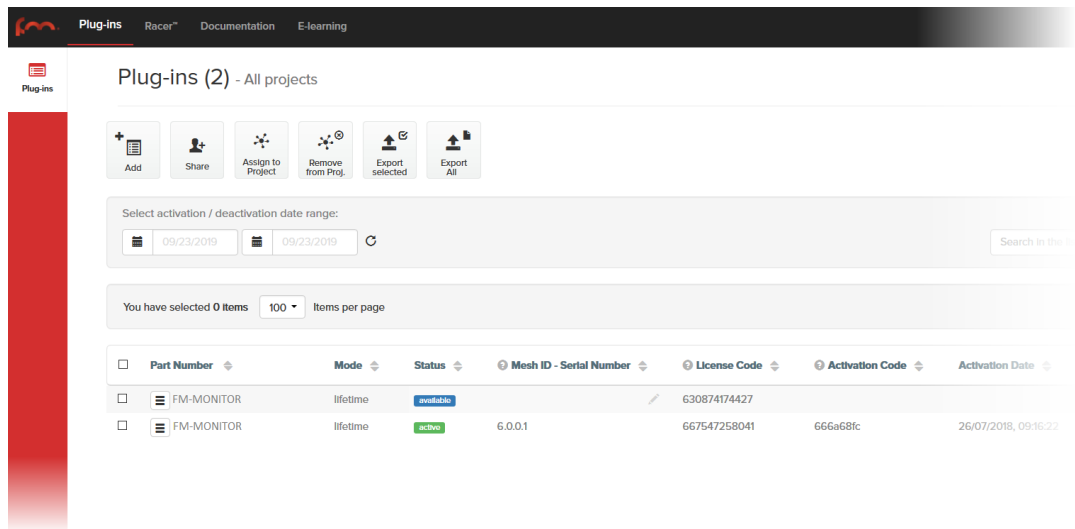 fm
Plug-ins Racer™ Documentation E-learning
Plug-ins
Plug-ins (2) - All projects
Add
Share
Assign to
Project
Remove
from Proj.
Export
selected
Export
All
Select activation / deactivation date range:
09/23/2019 09/23/2019
Search in the
You have selected 0 items 100 Items per page
Part Number Mode Status Mesh ID - Serial Number License Code Activation Code Activation Date
FM-MONITOR lifetime available 630874174427
FM-MONITOR lifetime active 6.0.0.1 667547258041 666a68fc 26/07/2018, 09:16:22